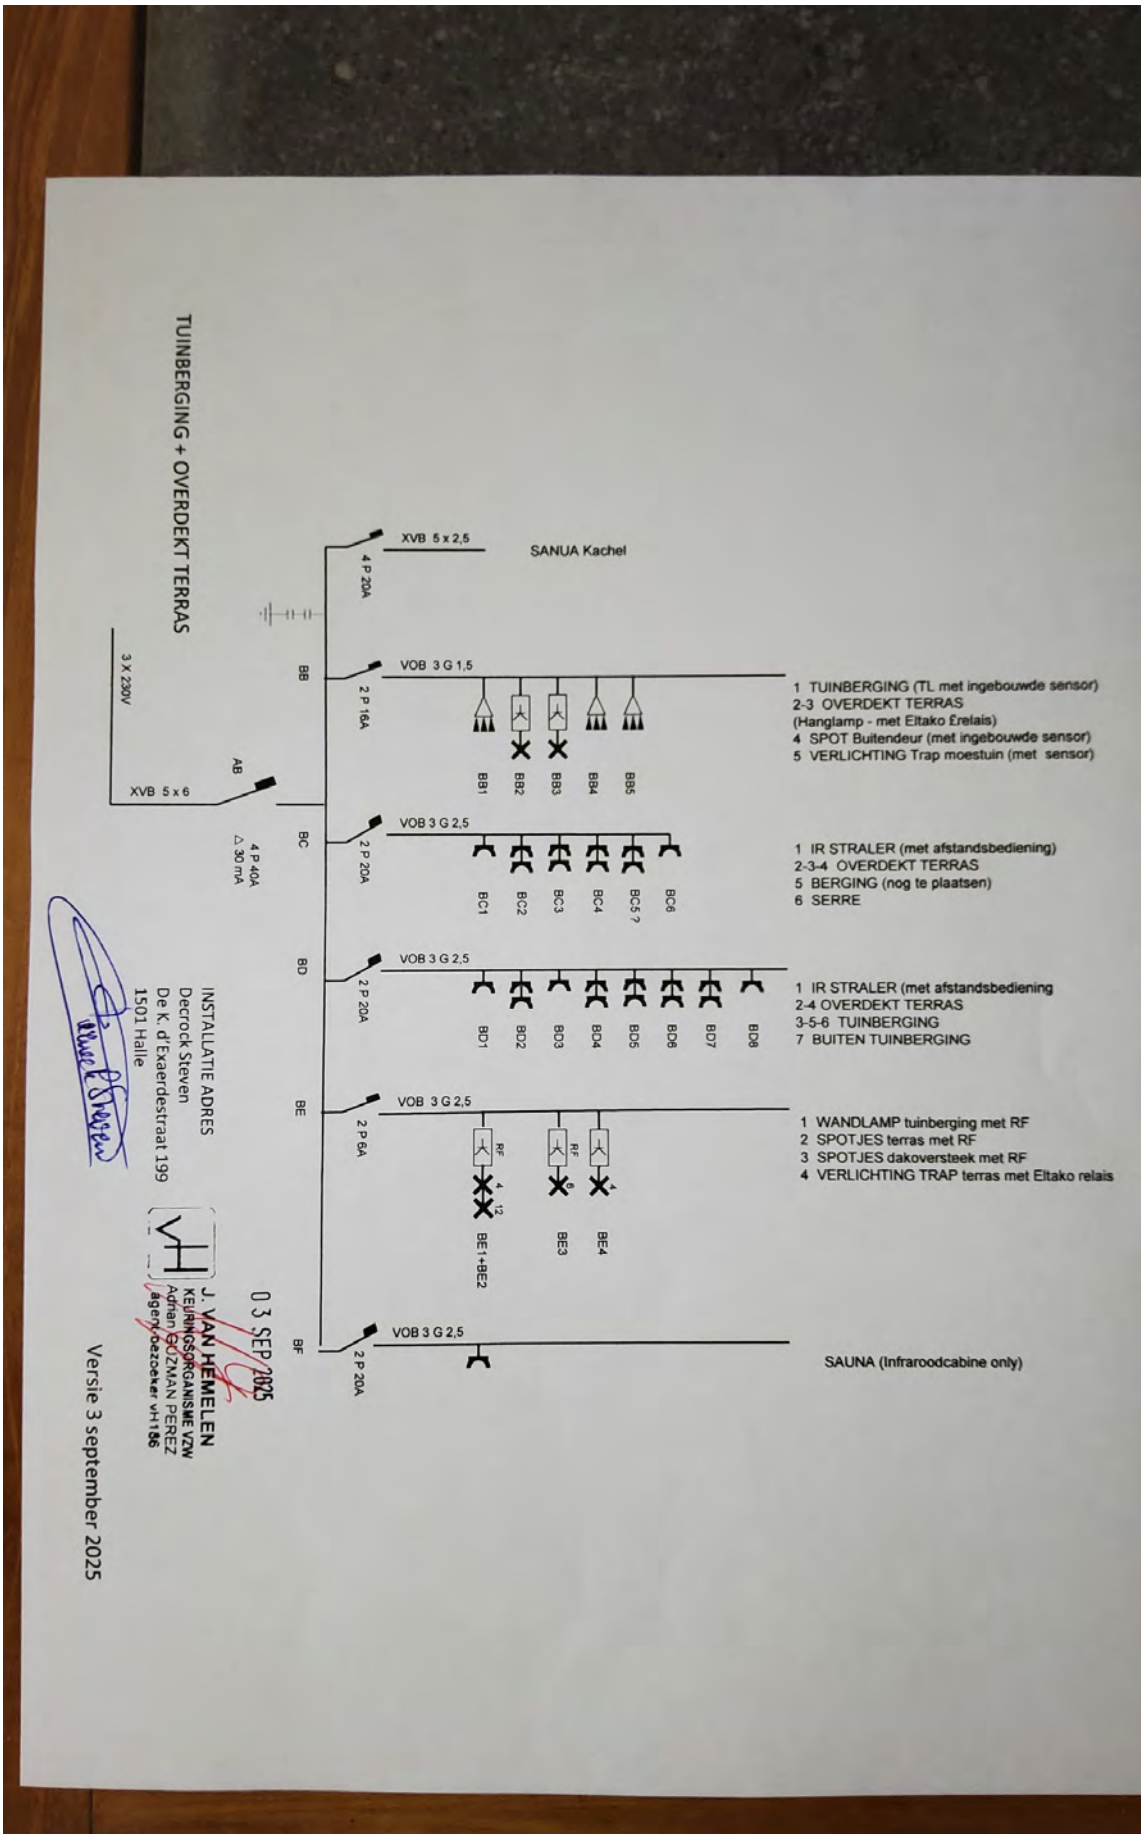 TUINBERGING + OVERDEKT TERRAS
3 X 230V
XVB 5 x 6
AB
4 P 40A
△ 30 mA
4 P 20A
XVB 5 x 2,5
SANUA Kachel
BB
2 P 16A
VOB 3 G 1,5
BB1
BB2
BB3
BB4
BB5
1 TUINBERGING (TL met ingebouwde sensor)
2-3 OVERDEKT TERRAS
(Hanglamp - met Eltako £relais)
4 SPOT Buitendeur (met ingebouwde sensor)
5 VERLICHTING Trap moestuin (met sensor)
BC
2 P 20A
VOB 3 G 2,5
BC1
BC2
BC3
BC4
BC5 ?
BC6
1 IR STRALER (met afstandsbediening)
2-3-4 OVERDEKT TERRAS
5 BERGING (nog te plaatsen)
6 SERRE
BD
2 P 20A
VOB 3 G 2,5
BD1
BD2
BD3
BD4
BD5
BD6
BD7
BD8
1 IR STRALER (met afstandsbediening
2-4 OVERDEKT TERRAS
3-5-6 TUINBERGING
7 BUITEN TUINBERGING
BE
2 P 6A
VOB 3 G 2,5
RF
4
12
BE1+BE2
RF
6
BE3
4
BE4
1 WANDLAMP tuinberging met RF
2 SPOTJES terras met RF
3 SPOTJES dakoversteek met RF
4 VERLICHTING TRAP terras met Eltako relais
BF
2 P 20A
VOB 3 G 2,5
SAUNA (Infraroodcabine only)
INSTALLATIE ADRES
Decrock Steven
De K. d'Exaerdestraat 199
1501 Halle
03 SEP 2025
vH
J. VAN HEMELEN
KEURINGSORGANISME VZW
Adrian GUZMAN PEREZ
agent-bezoeker vH186
Versie 3 september 2025